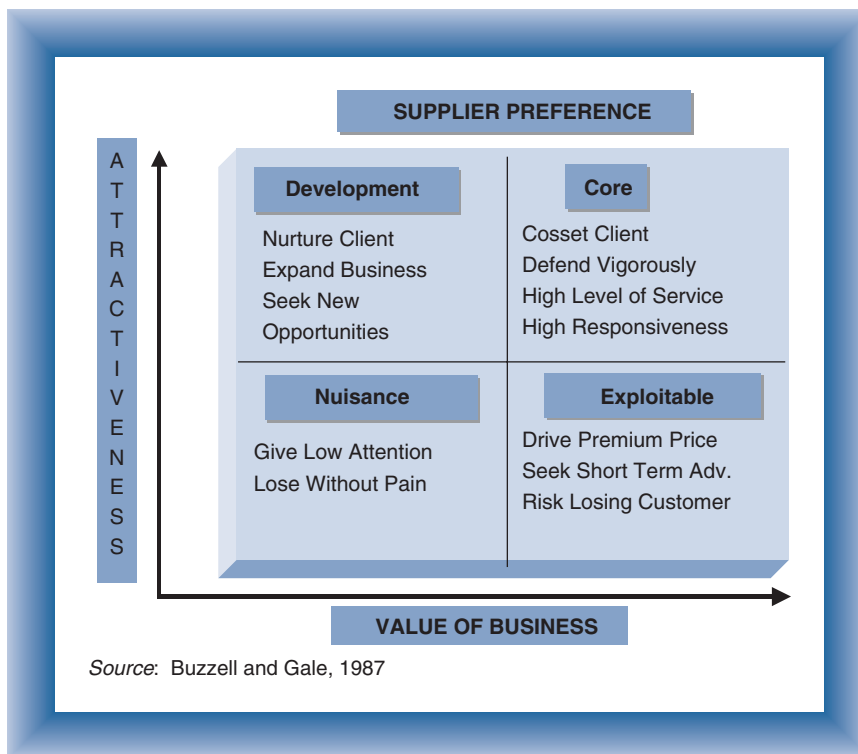 SUPPLIER PREFERENCE
ATTRACTIVENESS
Development
Nurture Client
Expand Business
Seek New
Opportunities
Core
Cosset Client
Defend Vigorously
High Level of Service
High Responsiveness
Nuisance
Give Low Attention
Lose Without Pain
Exploitable
Drive Premium Price
Seek Short Term Adv.
Risk Losing Customer
VALUE OF BUSINESS
Source: Buzzell and Gale, 1987